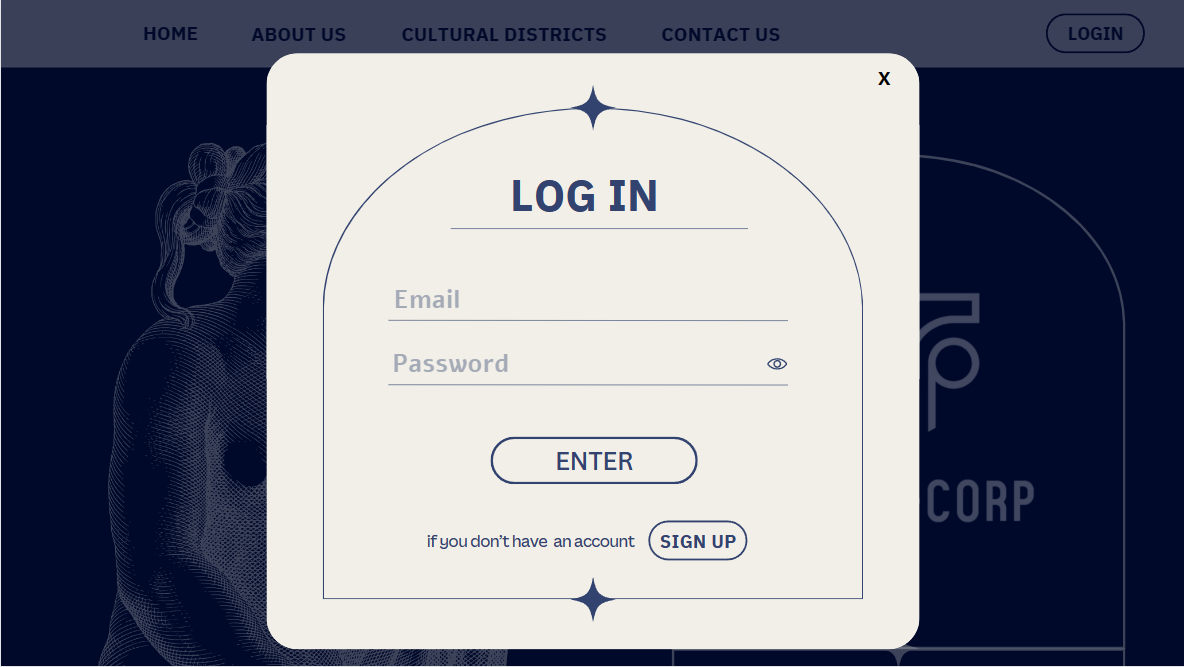 HOME ABOUT US CULTURAL DISTRICTS CONTACT US LOGIN
X
LOG IN
Email
Password
CORP
ENTER
if you don't have an account SIGN UP